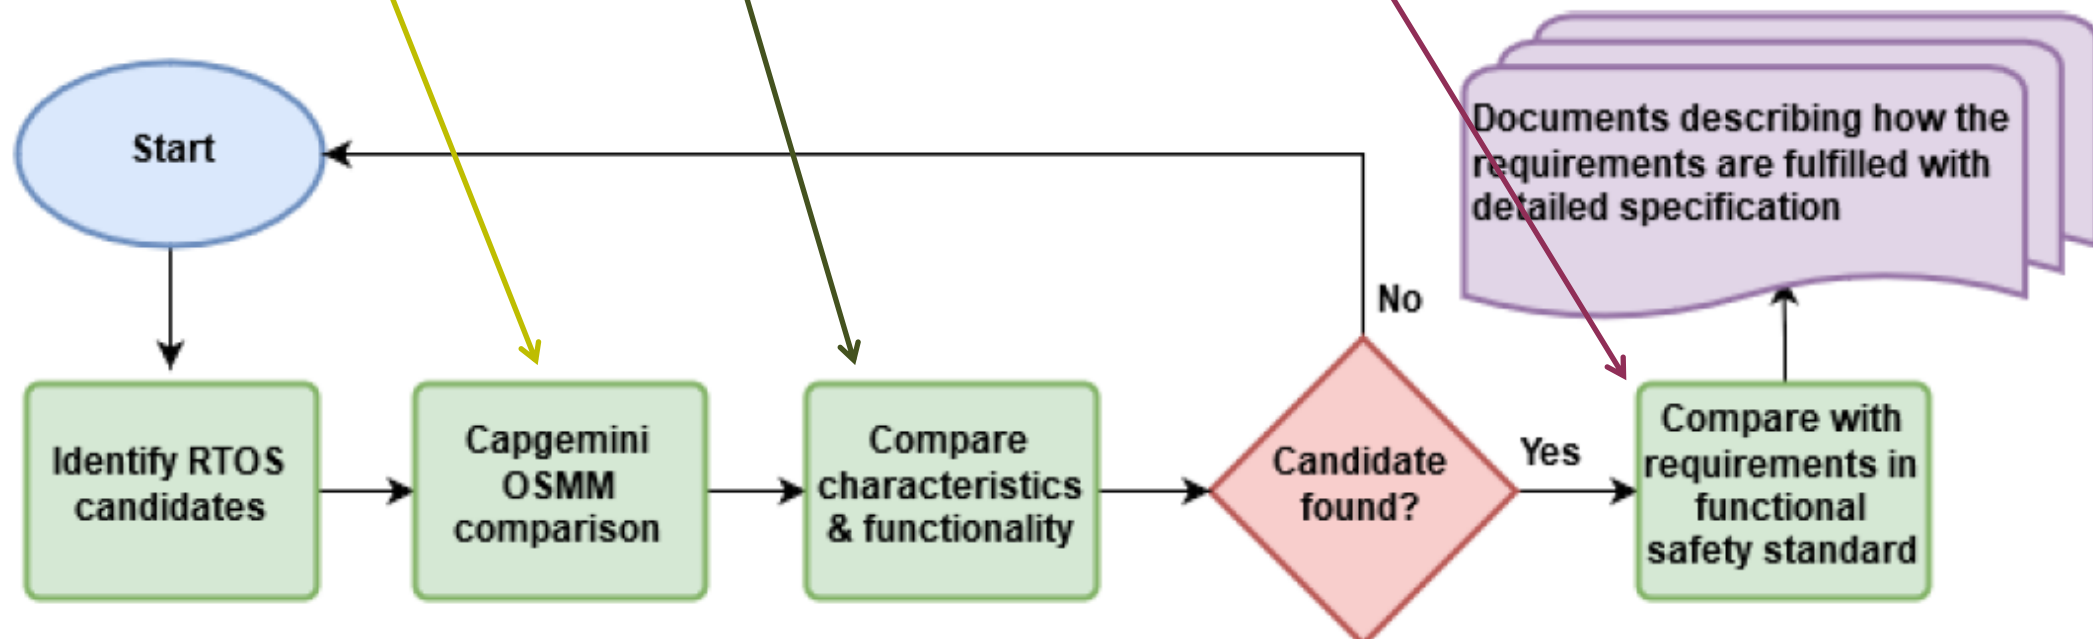 Start
Documents describing how the
requirements are fulfilled with
detailed specification
No
Identify RTOS
candidates
Capgemini
OSMM
comparison
Compare
characteristics
& functionality
Candidate
found?
Yes
Compare with
requirements in
functional
safety standard